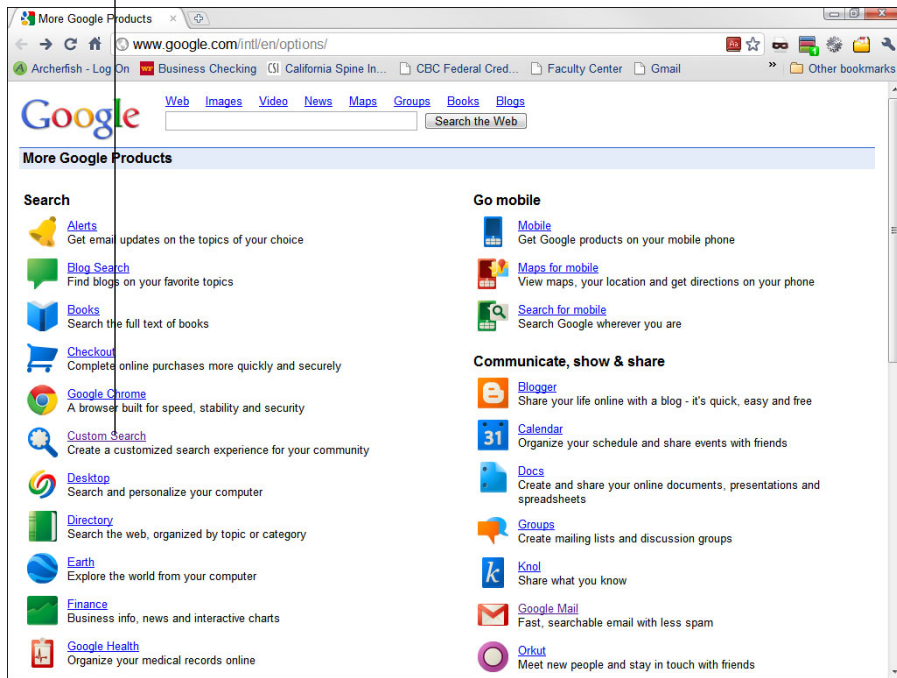 More Google Products
www.google.com/intl/en/options/
Archerfish - Log On
WF Business Checking
CSI California Spine In...
CBC Federal Cred...
Faculty Center
Gmail
»
Other bookmarks
Google
Web Images Video News Maps Groups Books Blogs
Search the Web
More Google Products
Search
Alerts
Get email updates on the topics of your choice
Blog Search
Find blogs on your favorite topics
Books
Search the full text of books
Checkout
Complete online purchases more quickly and securely
Google Chrome
A browser built for speed, stability and security
Custom Search
Create a customized search experience for your community
Desktop
Search and personalize your computer
Directory
Search the web, organized by topic or category
Earth
Explore the world from your computer
Finance
Business info, news and interactive charts
Google Health
Organize your medical records online
Go mobile
Mobile
Get Google products on your mobile phone
Maps for mobile
View maps, your location and get directions on your phone
Search for mobile
Search Google wherever you are
Communicate, show & share
Blogger
Share your life online with a blog - it's quick, easy and free
31
Calendar
Organize your schedule and share events with friends
Docs
Create and share your online documents, presentations and
spreadsheets
Groups
Create mailing lists and discussion groups
k
Knol
Share what you know
Google Mail
Fast, searchable email with less spam
Orkut
Meet new people and stay in touch with friends